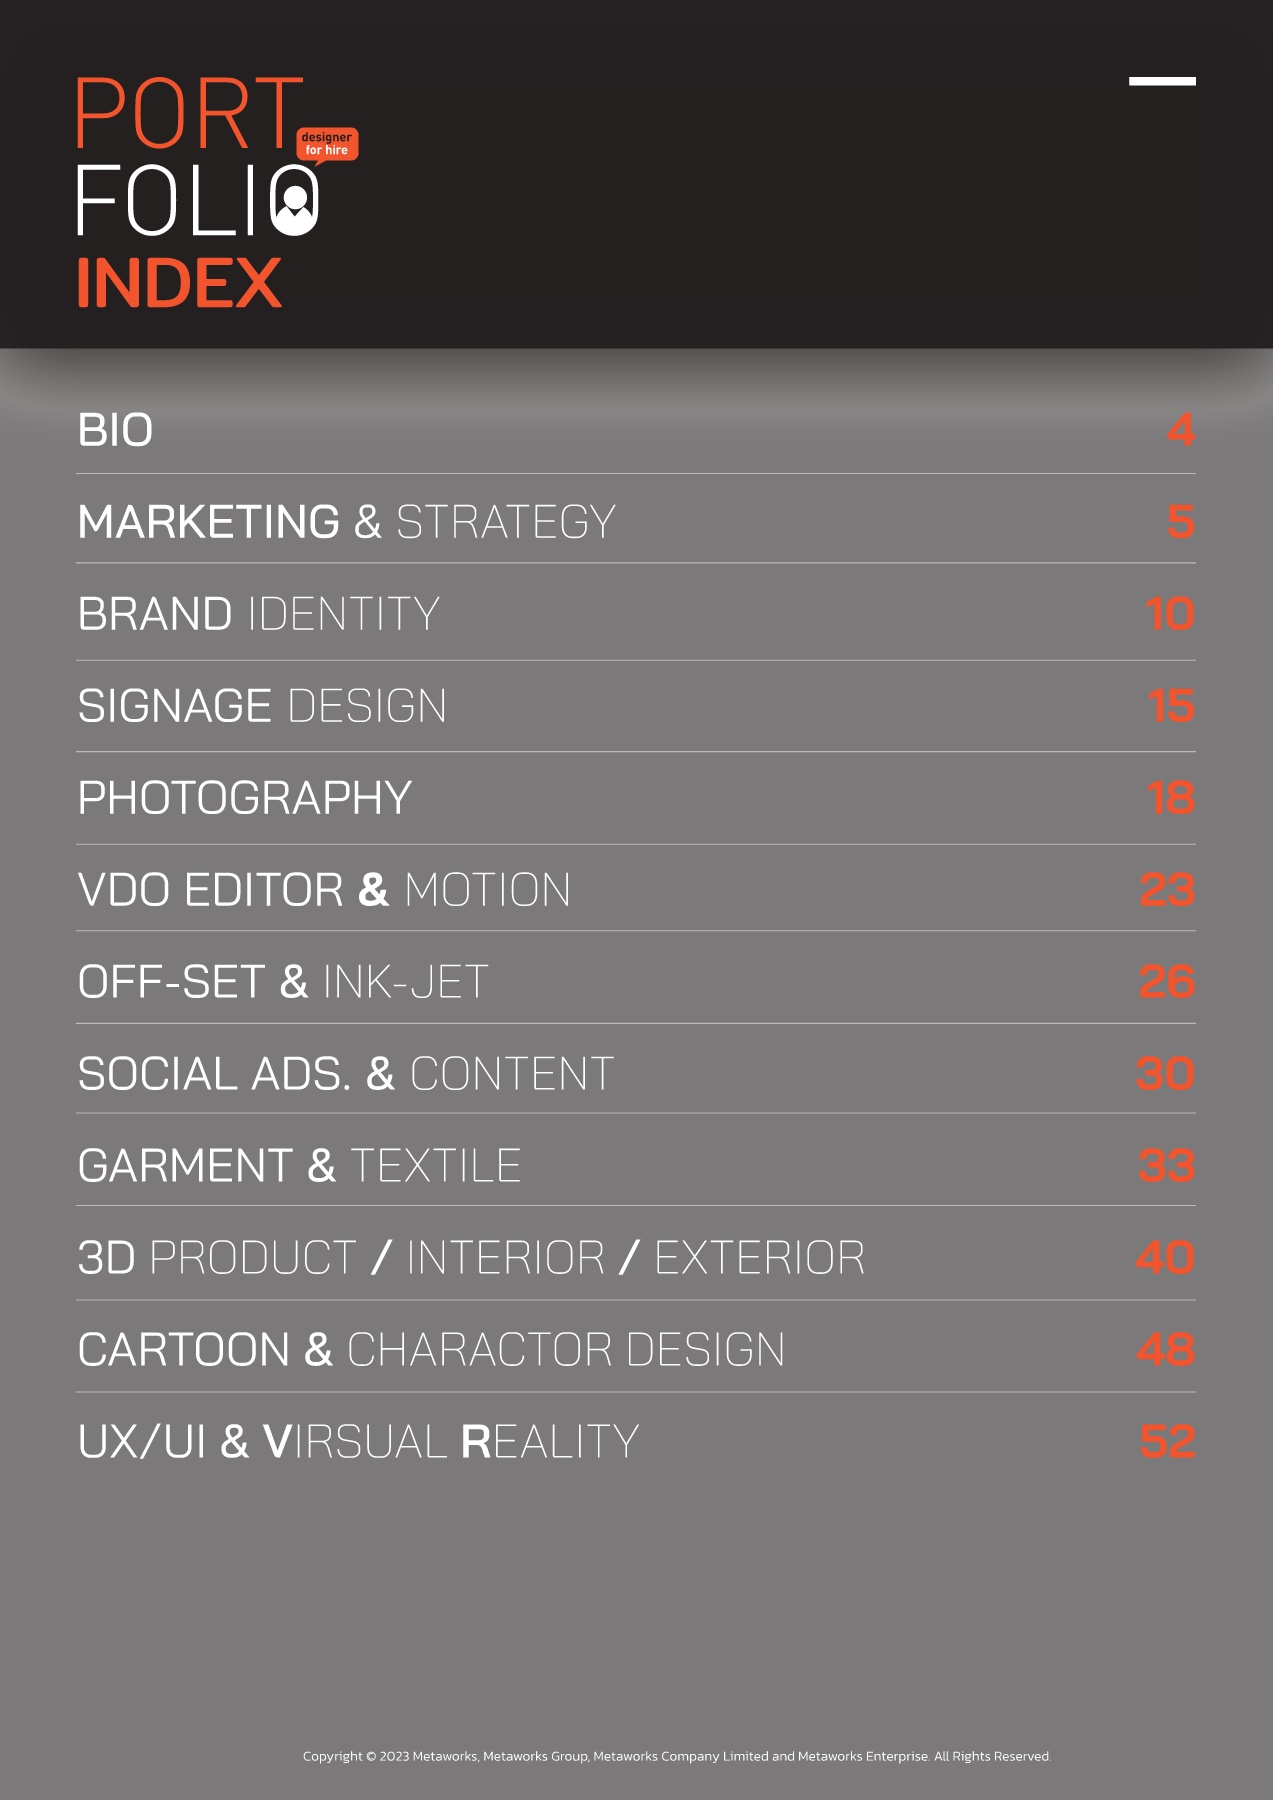 PORT
designer
for hire
FOLIO
INDEX
BIO 4
MARKETING & STRATEGY 5
BRAND IDENTITY 10
SIGNAGE DESIGN 15
PHOTOGRAPHY 18
VDO EDITOR & MOTION 23
OFF-SET & INK-JET 26
SOCIAL ADS. & CONTENT 30
GARMENT & TEXTILE 33
3D PRODUCT / INTERIOR / EXTERIOR 40
CARTOON & CHARACTOR DESIGN 48
UX/UI & VIRSUAL REALITY 52
Copyright © 2023 Metaworks, Metaworks Group, Metaworks Company Limited and Metaworks Enterprise. All Rights Reserved.